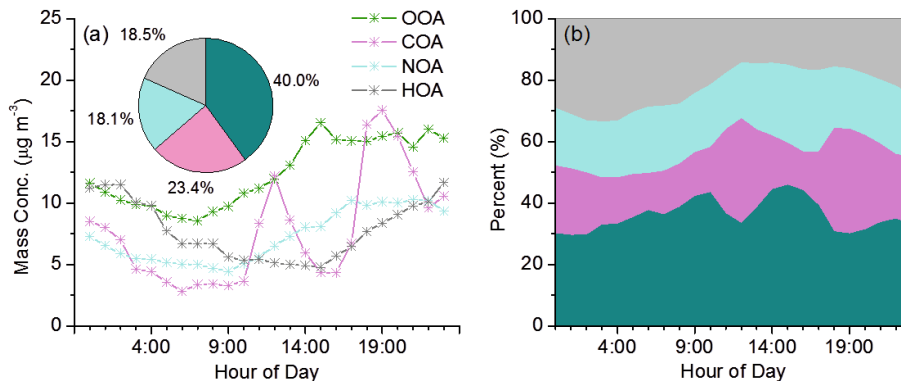 (a)
OOA
COA
NOA
HOA
18.5%
40.0%
18.1%
23.4%
Mass Conc. (µg m⁻³)
25
20
15
10
5
0
4:00 9:00 14:00 19:00
Hour of Day
(b)
Percent (%)
100
80
60
40
20
0
4:00 9:00 14:00 19:00
Hour of Day